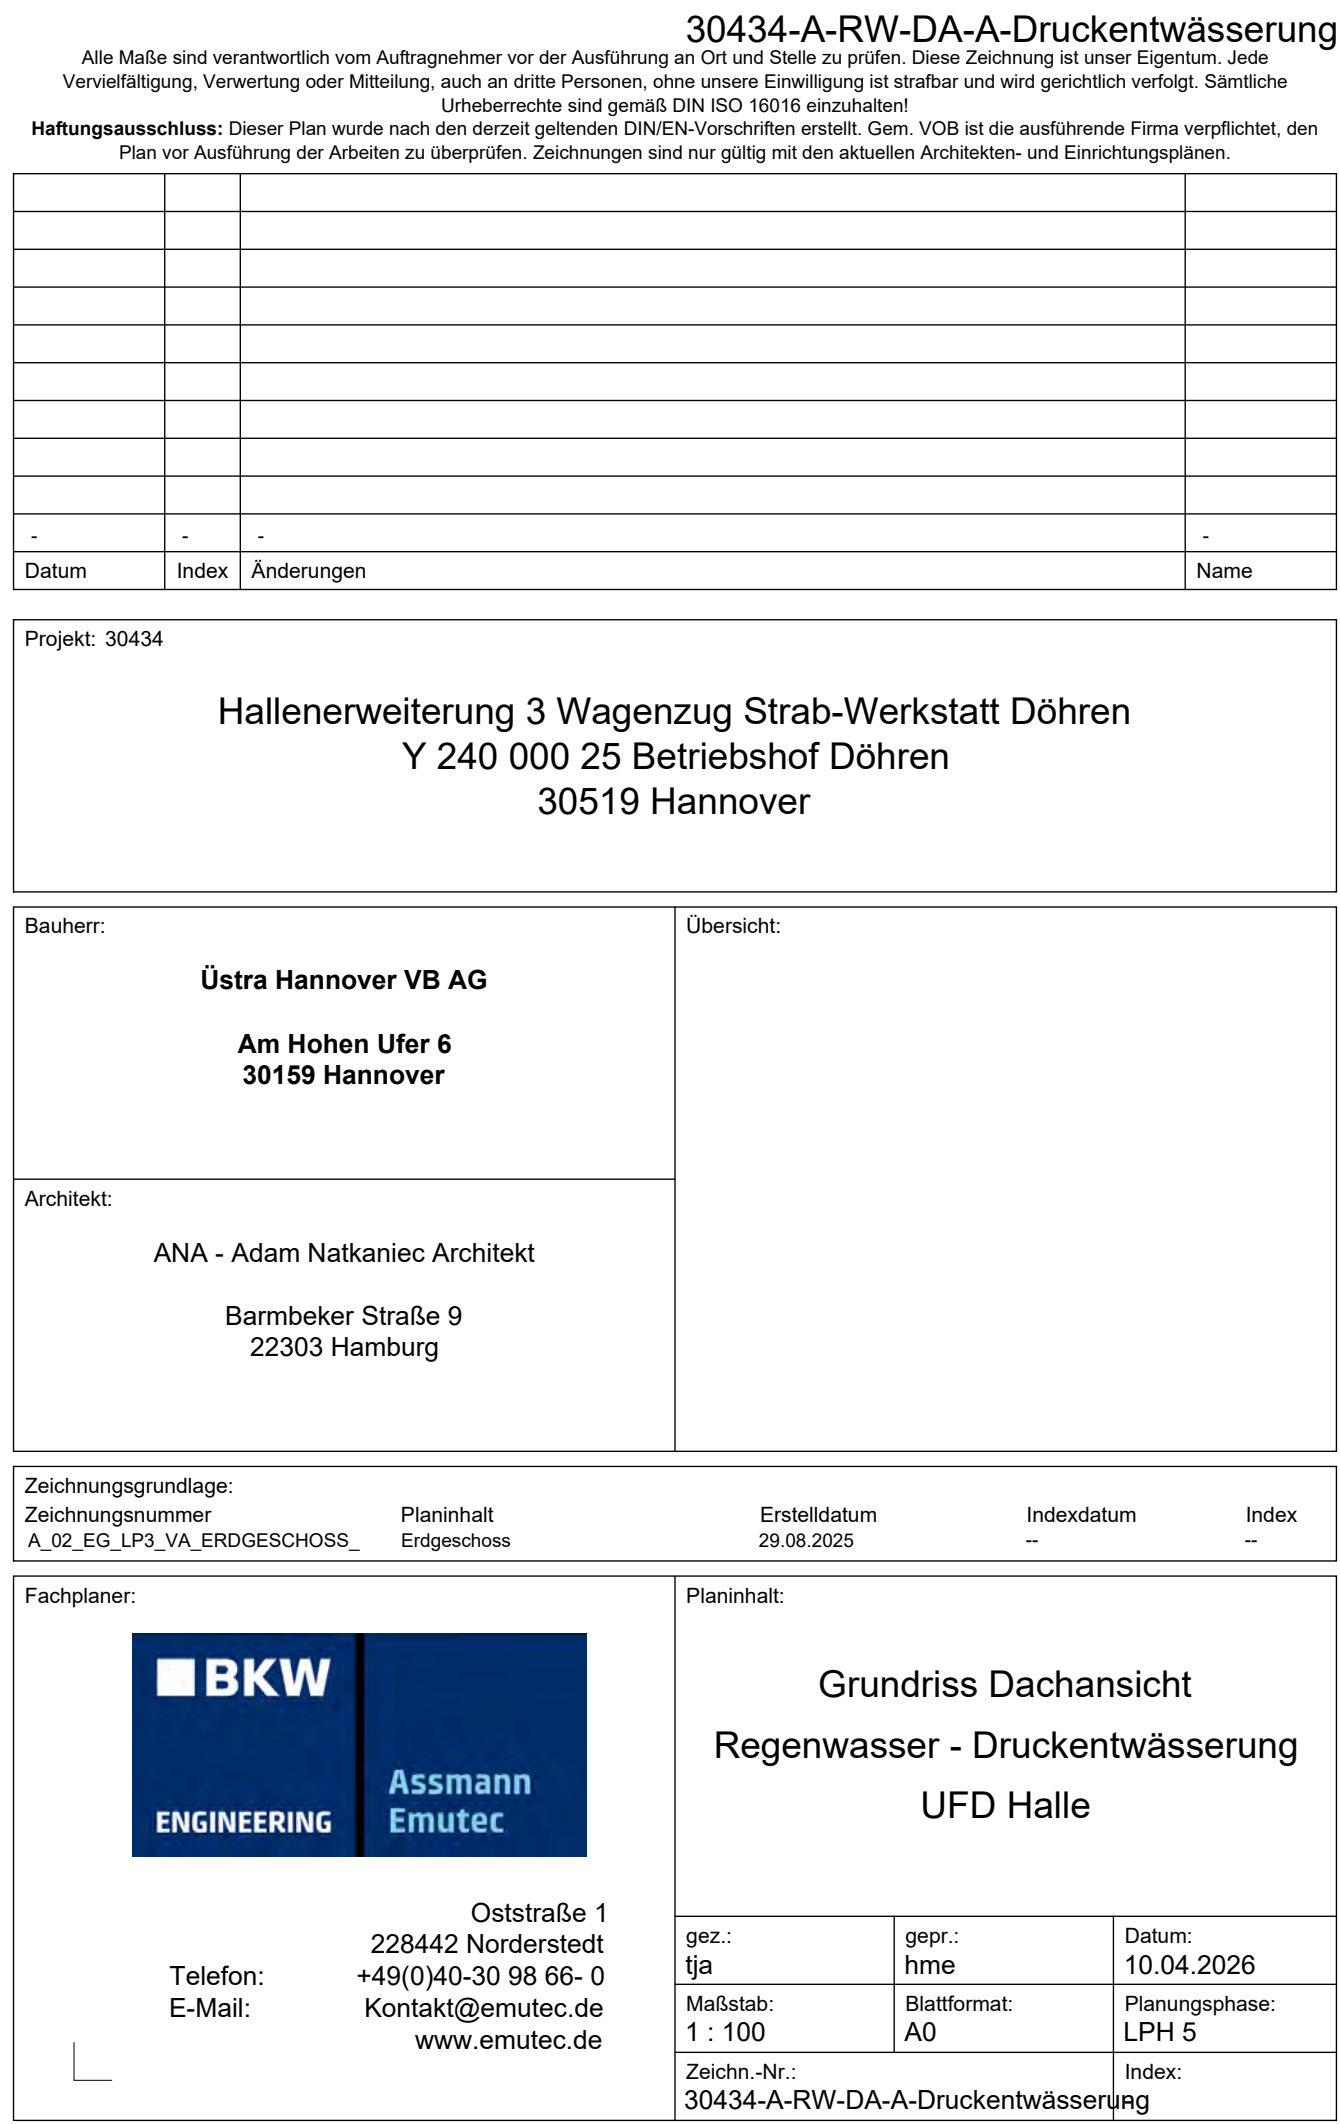 30434-A-RW-DA-A-Druckentwässerung
Alle Maße sind verantwortlich vom Auftragnehmer vor der Ausführung an Ort und Stelle zu prüfen. Diese Zeichnung ist unser Eigentum. Jede
Vervielfältigung, Verwertung oder Mitteilung, auch an dritte Personen, ohne unsere Einwilligung ist strafbar und wird gerichtlich verfolgt. Sämtliche
Urheberrechte sind gemäß DIN ISO 16016 einzuhalten!
Haftungsausschluss: Dieser Plan wurde nach den derzeit geltenden DIN/EN-Vorschriften erstellt. Gem. VOB ist die ausführende Firma verpflichtet, den
Plan vor Ausführung der Arbeiten zu überprüfen. Zeichnungen sind nur gültig mit den aktuellen Architekten- und Einrichtungsplänen.
- - - -
Datum Index Änderungen Name
Projekt: 30434
Hallenerweiterung 3 Wagenzug Strab-Werkstatt Döhren
Y 240 000 25 Betriebshof Döhren
30519 Hannover
Bauherr:
Üstra Hannover VB AG
Am Hohen Ufer 6
30159 Hannover
Übersicht:
Architekt:
ANA - Adam Natkaniec Architekt
Barmbeker Straße 9
22303 Hamburg
Zeichnungsgrundlage:
Zeichnungsnummer Planinhalt Erstelldatum Indexdatum Index
A_02_EG_LP3_VA_ERDGESCHOSS_ Erdgeschoss 29.08.2025 -- --
Fachplaner:
BKW
ENGINEERING
Assmann
Emutec
Oststraße 1
228442 Norderstedt
Telefon: +49(0)40-30 98 66- 0
E-Mail: Kontakt@emutec.de
www.emutec.de
Planinhalt:
Grundriss Dachansicht
Regenwasser - Druckentwässerung
UFD Halle
gez.: gepr.: Datum:
tja hme 10.04.2026
Maßstab: Blattformat: Planungsphase:
1 : 100 A0 LPH 5
Zeichn.-Nr.: Index:
30434-A-RW-DA-A-Druckentwässerung -